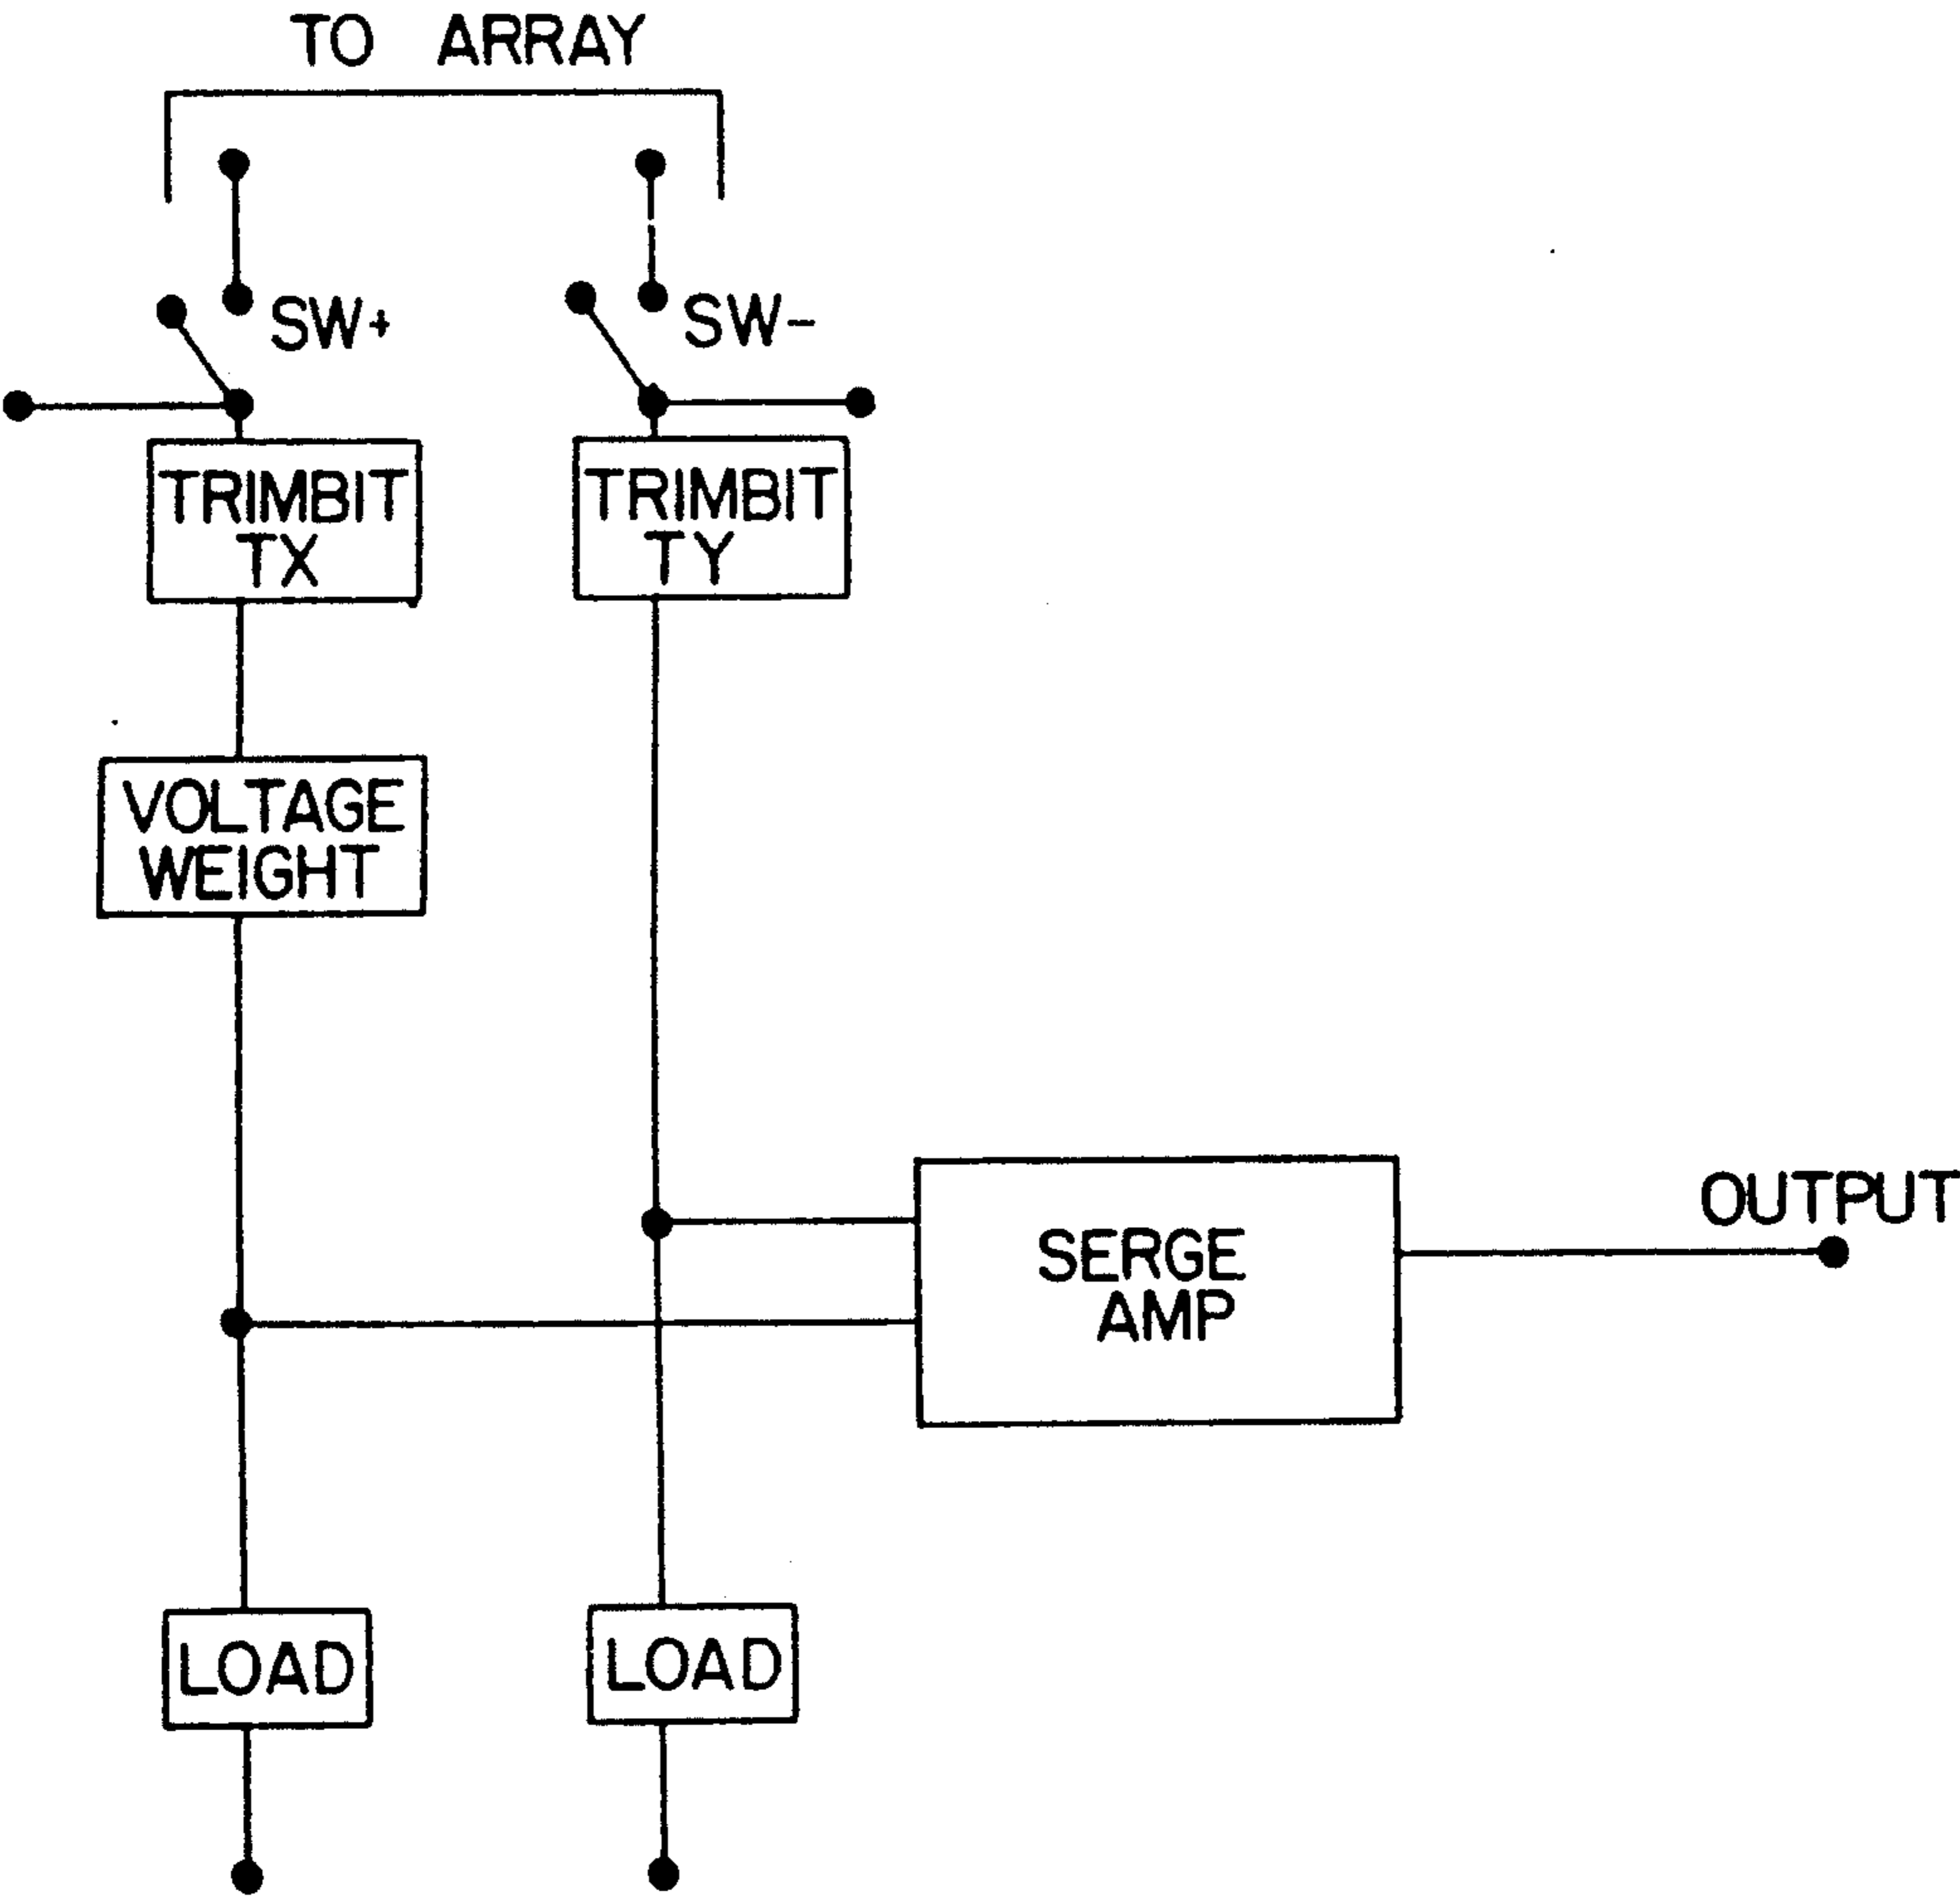 TO ARRAY
SW+
SW-
TRIMBIT
TX
TRIMBIT
TY
VOLTAGE
WEIGHT
SERGE
AMP
OUTPUT
LOAD
LOAD